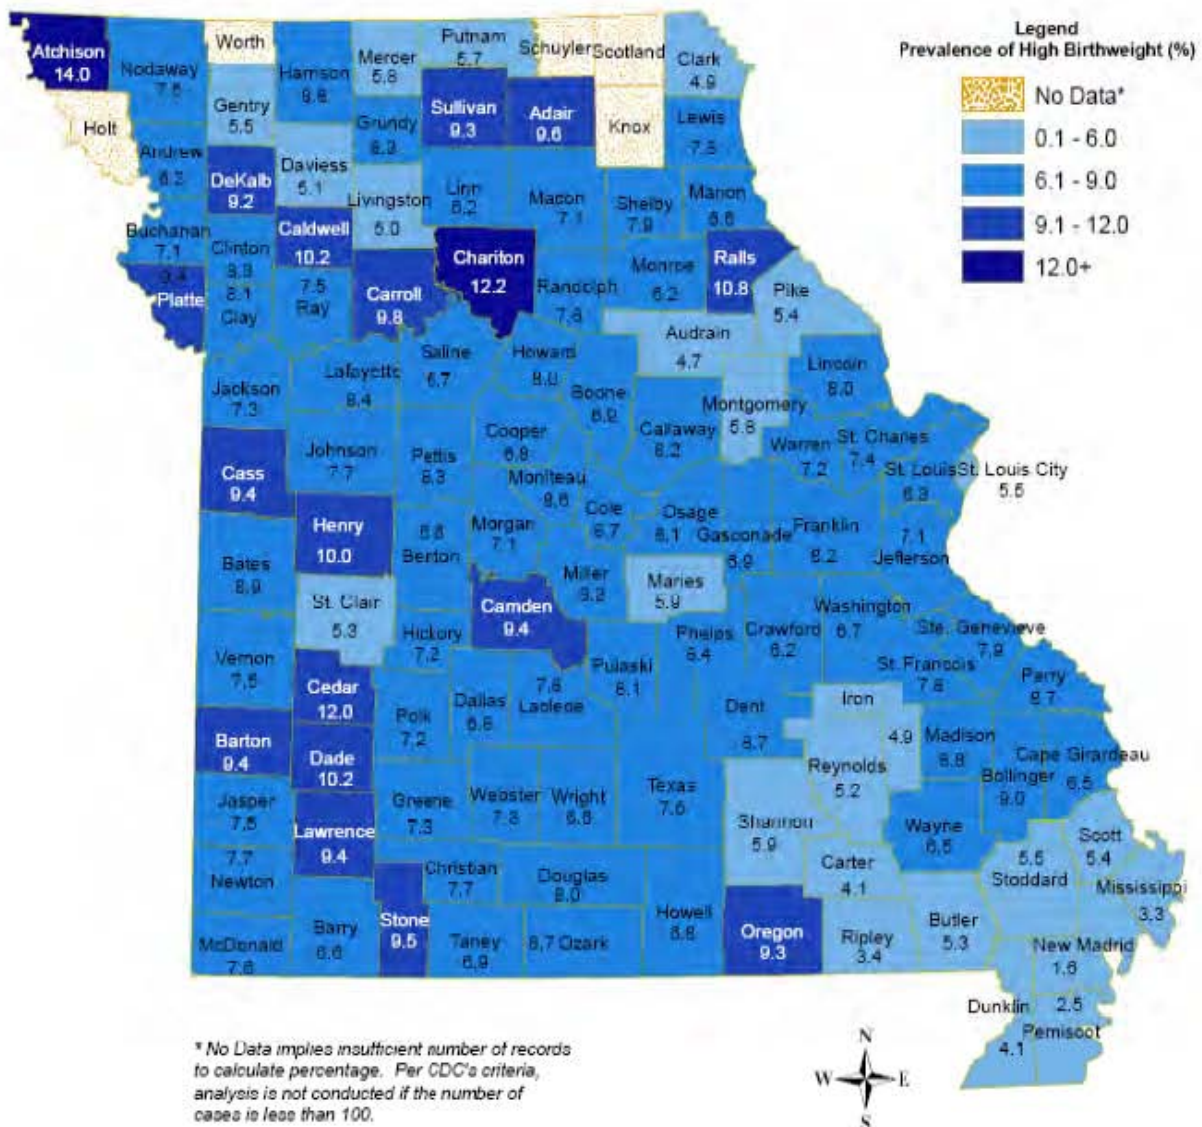 Legend
Prevalence of High Birthweight (%)
No Data*
0.1 - 6.0
6.1 - 9.0
9.1 - 12.0
12.0+
Atchison
14.0
Nodaway
Worth
Harrison
Mercer
5.8
Putnam
5.7
Schuyler
Scotland
Clark
4.9
Holt
Gentry
5.5
Grundy
Sullivan
9.3
Adair
9.6
Knox
Lewis
Andrew
DeKalb
9.2
Daviess
Livingston
Linn
Macon
7.1
Shelby
7.9
Marion
Buchanan
7.1
Clinton
Caldwell
10.2
Chariton
12.2
Randolph
Monroe
6.2
Ralls
10.8
Pike
5.4
9.4
Platte
8.1
Clay
7.5
Ray
Carroll
9.8
Audrain
4.7
Jackson
7.3
Lafayette
8.4
Saline
Howard
Boone
Callaway
Montgomery
5.8
Lincoln
8.0
Cass
9.4
Johnson
7.7
Pettis
8.3
Cooper
Moniteau
Cole
Osage
Gasconade
Warren
7.2
St. Charles
7.4
St. Louis
St. Louis City
Franklin
8.2
7.1
Jefferson
Henry
10.0
Morgan
7.1
Bates
8.9
St. Clair
5.3
Hickory
7.2
Camden
9.4
Miller
Maries
5.9
Phelps
Crawford
Washington
6.7
Ste. Genevieve
7.9
St. Francois
Perry
Vernon
Cedar
12.0
Polk
7.2
Dallas
Pulaski
Dent
Iron
4.9
Madison
Cape Girardeau
Bollinger
9.0
Barton
9.4
Dade
10.2
Reynolds
5.2
Jasper
Greene
7.3
Webster
Wright
Texas
Shannon
5.9
Wayne
Scott
5.4
Lawrence
9.4
7.7
Newton
Christian
7.7
Douglas
Carter
4.1
5.5
Stoddard
Mississippi
3.3
McDonald
Barry
Stone
9.5
Taney
Ozark
Howell
Oregon
9.3
Ripley
3.4
Butler
5.3
New Madrid
1.6
Dunklin
4.1
2.5
Pemiscot
* No Data implies insufficient number of records
to calculate percentage. Per CDC's criteria,
analysis is not conducted if the number of
cases is less than 100.
N
W
E
S